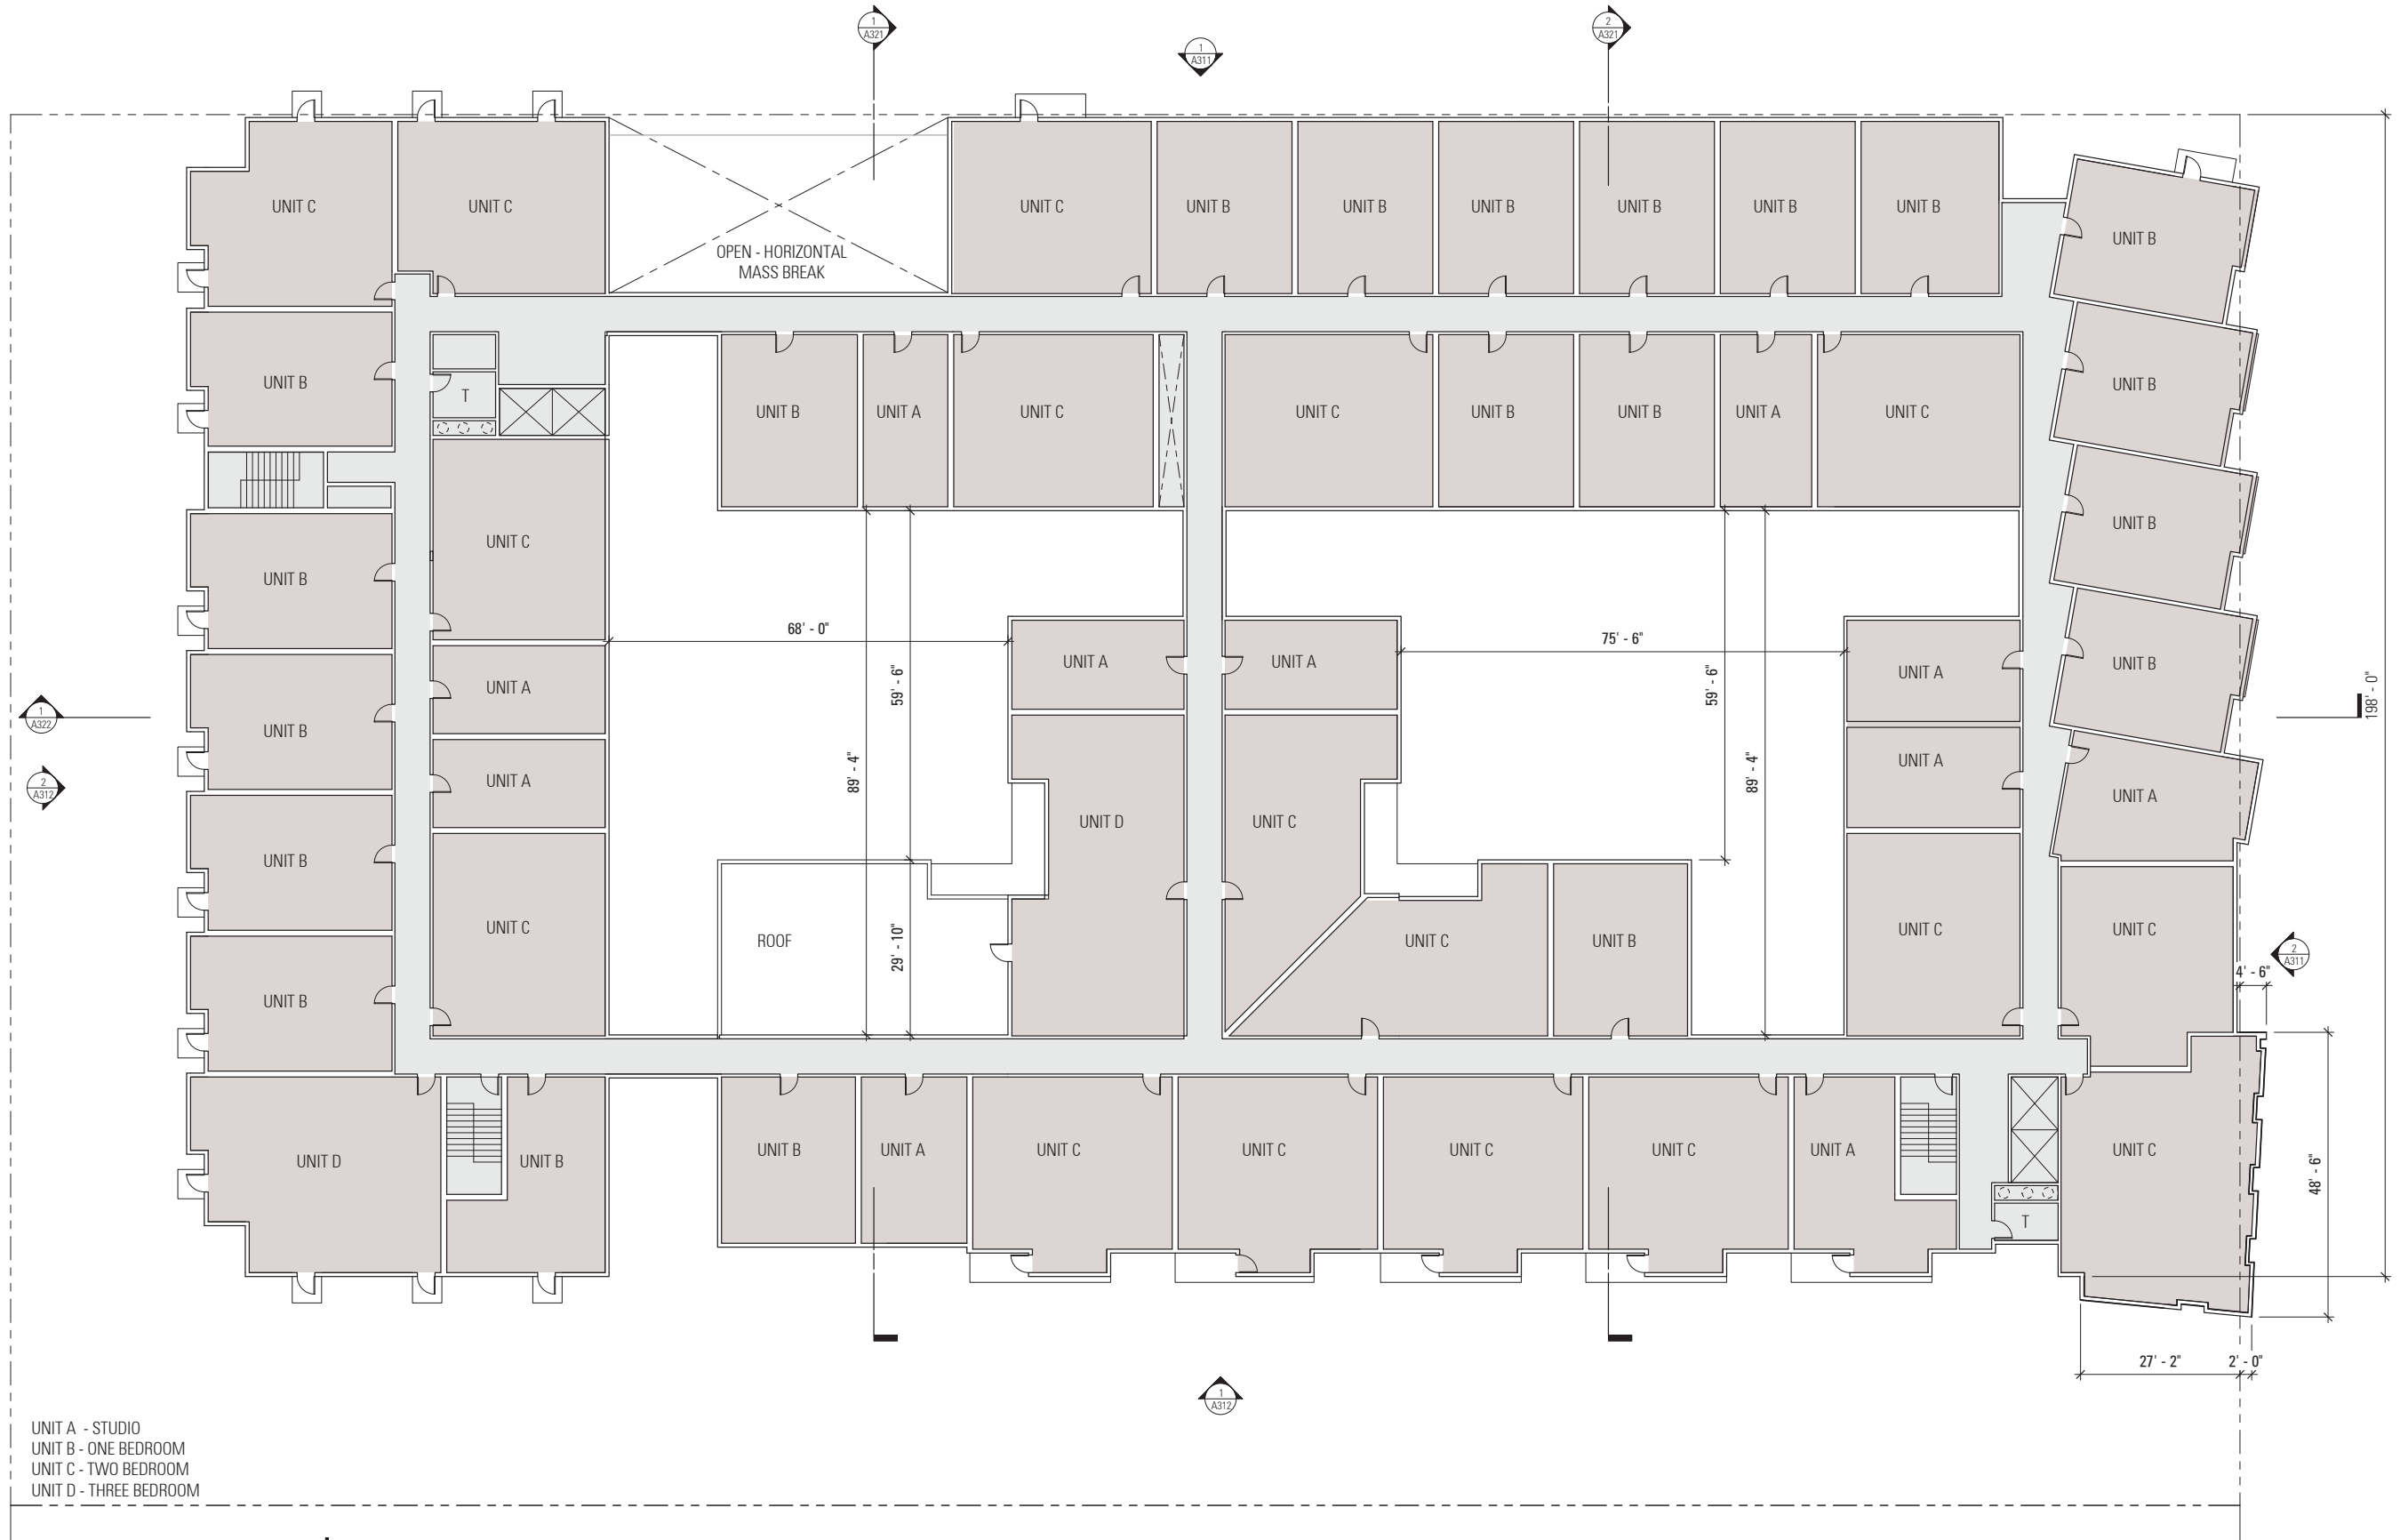 1
A321
2
A321
1
A311
UNIT C
UNIT C
OPEN - HORIZONTAL
MASS BREAK
UNIT C
UNIT B
UNIT B
UNIT B
UNIT B
UNIT B
UNIT B
UNIT B
UNIT B
T
UNIT B
UNIT A
UNIT C
UNIT C
UNIT B
UNIT B
UNIT A
UNIT C
UNIT B
UNIT C
UNIT B
UNIT B
68' - 0"
75' - 6"
59' - 6"
59' - 6"
UNIT A
UNIT A
UNIT A
UNIT A
UNIT B
198' - 0"
1
A322
UNIT B
UNIT A
89' - 4"
89' - 4"
UNIT A
UNIT A
2
A312
UNIT B
UNIT D
UNIT C
UNIT C
UNIT C
UNIT C
ROOF
29' - 10"
UNIT C
UNIT B
2
A311
4' - 6"
UNIT B
UNIT D
UNIT B
UNIT B
UNIT A
UNIT C
UNIT C
UNIT C
UNIT C
UNIT A
UNIT C
48' - 6"
T
27' - 2"
2' - 0"
1
A312
UNIT A - STUDIO
UNIT B - ONE BEDROOM
UNIT C - TWO BEDROOM
UNIT D - THREE BEDROOM